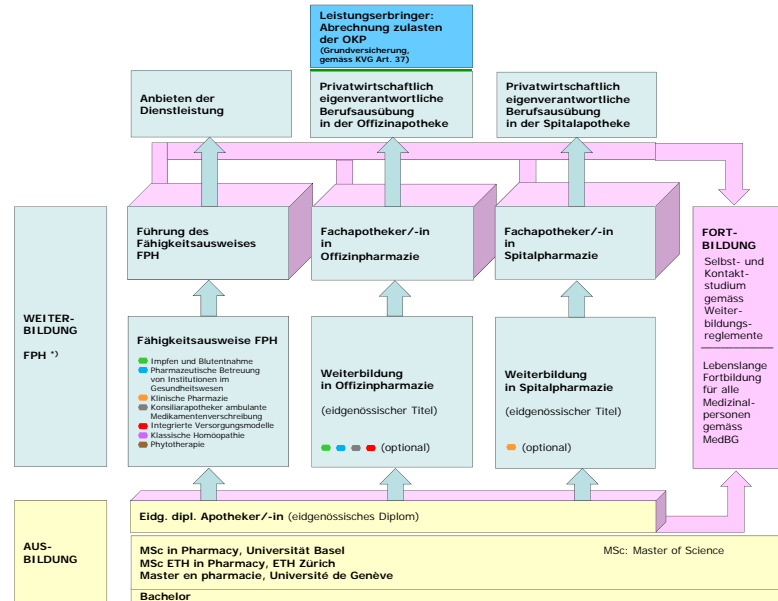 Leistungserbringer:
Abrechnung zulasten
der OKP
(Grundversicherung,
gemäss KVG Art. 37)
Anbieten der
Dienstleistung
Privatwirtschaftlich
eigenverantwortliche
Berufsausübung
in der Offizinapotheke
Privatwirtschaftlich
eigenverantwortliche
Berufsausübung
in der Spitalapotheke
WEITER-
BILDUNG
FPH *)
Führung des
Fähigkeitsausweises
FPH
Fachapotheker/-in
in
Offizinpharmazie
Fachapotheker/-in
in
Spitalpharmazie
FORT-
BILDUNG
Selbst- und
Kontakt-
studium
gemäss
Weiter-
bildungs-
reglemente
Lebenslange
Fortbildung
für alle
Medizinal-
personen
gemäss
MedBG
Fähigkeitsausweise FPH
Impfen und Blutentnahme
Pharmazeutische Betreuung
von Institutionen im
Gesundheitswesen
Klinische Pharmazie
Konsiliarapotheker ambulante
Medikamentenverschreibung
Integrierte Versorgungsmodelle
Klassische Homöopathie
Phytotherapie
Weiterbildung
in Offizinpharmazie
(eidgenössischer Titel)
(optional)
Weiterbildung
in Spitalpharmazie
(eidgenössischer Titel)
(optional)
AUS-
BILDUNG
Eidg. dipl. Apotheker/-in (eidgenössisches Diplom)
MSc in Pharmacy, Universität Basel
MSc ETH in Pharmacy, ETH Zürich
Master en pharmacie, Université de Genève
MSc: Master of Science
Bachelor